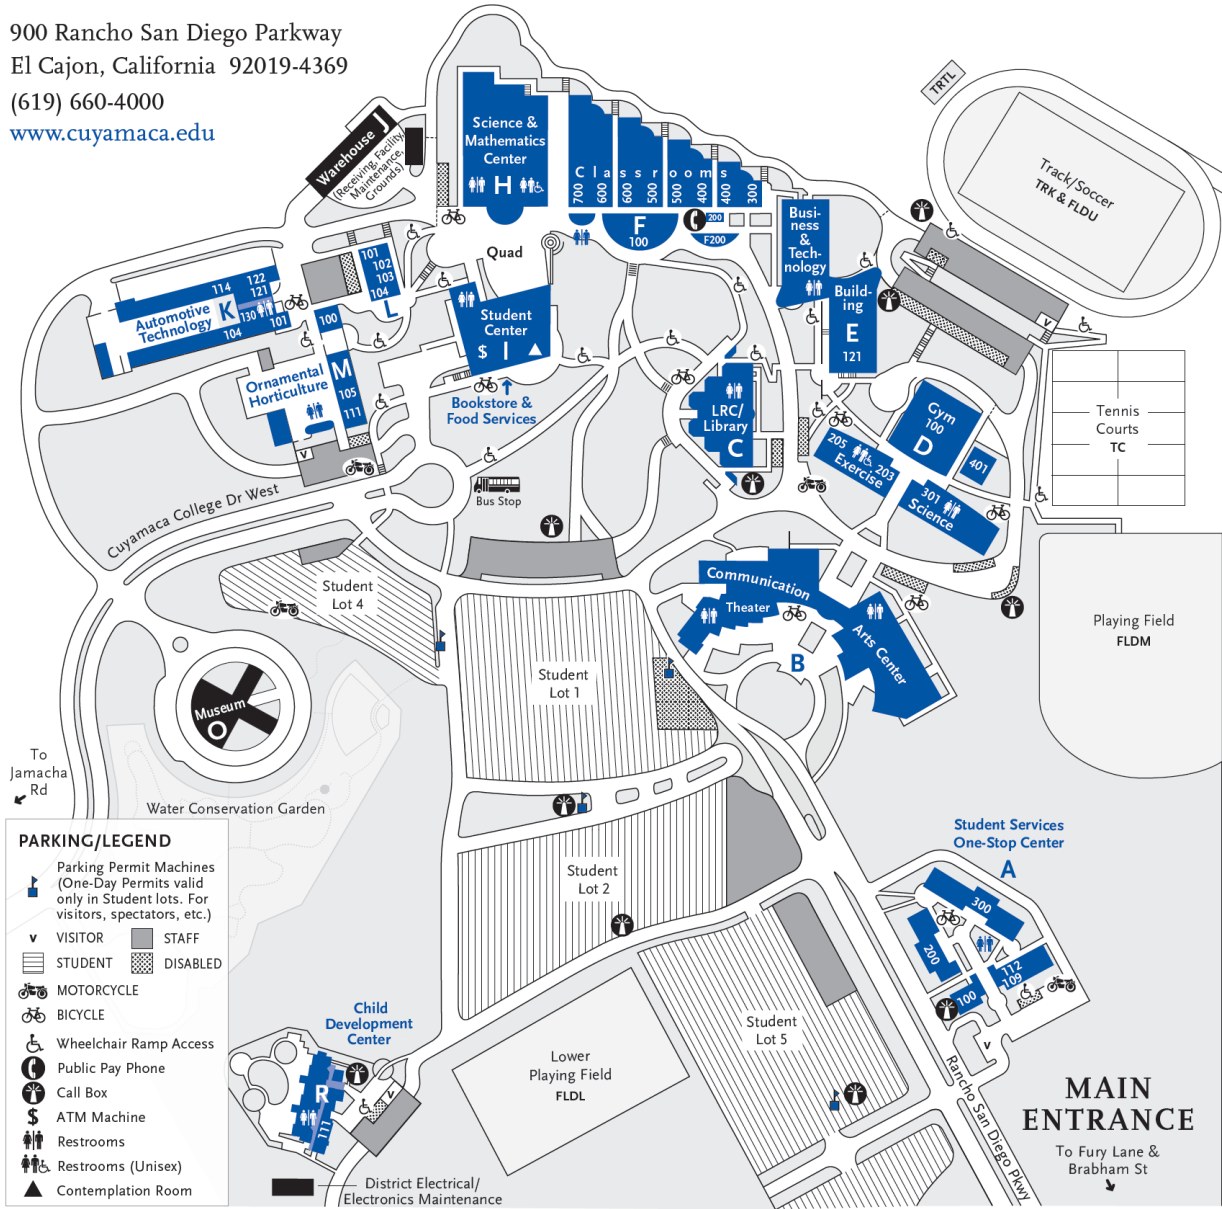 900 Rancho San Diego Parkway
El Cajon, California 92019-4369
(619) 660-4000
www.cuyamaca.edu
TRTL
Track/Soccer
TRK & FLDU
Warehouse J
(Receiving, Facility,
Maintenance,
Grounds)
Science &
Mathematics
Center
H
Classrooms
700
600
600
500
500
400
400
300
F
100
200
F200
Quad
Busi-
ness
&
Tech-
nology
Build-
ing
E
121
101
102
103
104
L
114
122
121
Automotive
Technology
K
130
101
104
100
M
Ornamental
Horticulture
105
111
v
Student
Center
$ I
Bookstore &
Food Services
LRC/
Library
C
Gym
100
D
401
205
203
Exercise
301
Science
v
Tennis
Courts
TC
Cuyamaca College Dr West
Bus Stop
Student
Lot 4
Communication
Theater
Arts Center
B
Playing Field
FLDM
Student
Lot 1
Museum
O
To
Jamacha
Rd
Water Conservation Garden
Student
Lot 2
Student Services
One-Stop Center
A
300
200
112
109
100
v
PARKING/LEGEND
Parking Permit Machines
(One-Day Permits valid
only in Student lots. For
visitors, spectators, etc.)
v VISITOR STAFF
STUDENT DISABLED
MOTORCYCLE
BICYCLE
Wheelchair Ramp Access
Public Pay Phone
Call Box
$ ATM Machine
Restrooms
Restrooms (Unisex)
Contemplation Room
Child
Development
Center
R
111
v
Lower
Playing Field
FLDL
Student
Lot 5
Rancho San Diego Pkwy
MAIN
ENTRANCE
To Fury Lane &
Brabham St
District Electrical/
Electronics Maintenance